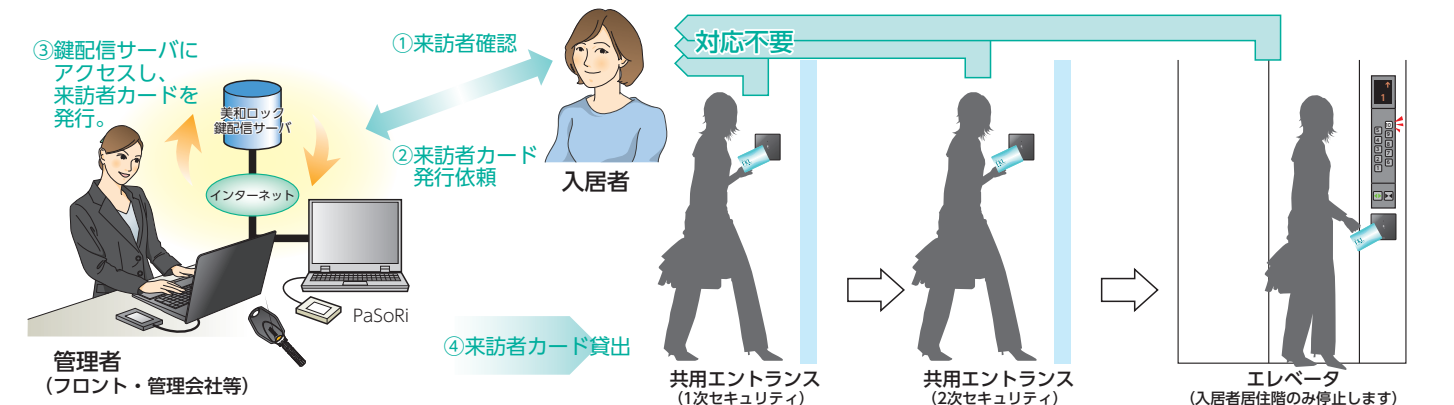 ③鍵配信サーバに
アクセスし、
来訪者カードを
発行。
美和ロック
鍵配信サーバ
インターネット
PaSoRi
管理者
（フロント・管理会社等）
①来訪者確認
②来訪者カード
発行依頼
入居者
④来訪者カード貸出
対応不要
共用エントランス
（1次セキュリティ）
共用エントランス
（2次セキュリティ）
1
エレベータ
（入居者居住階のみ停止します）